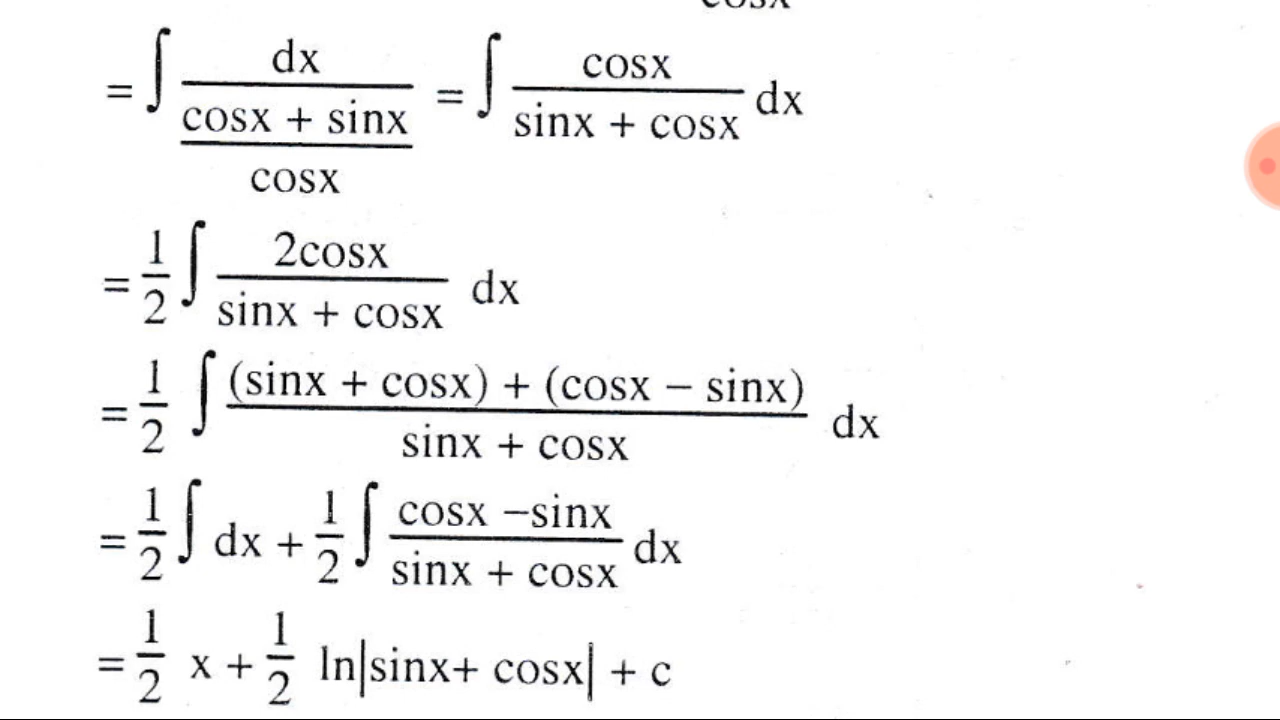 cosx
= ∫ dx / ((cosx + sinx) / cosx) = ∫ cosx / (sinx + cosx) dx
= 1/2 ∫ 2cosx / (sinx + cosx) dx
= 1/2 ∫ ((sinx + cosx) + (cosx − sinx)) / (sinx + cosx) dx
= 1/2 ∫ dx + 1/2 ∫ (cosx −sinx) / (sinx + cosx) dx
= 1/2 x + 1/2 ln|sinx+ cosx| + c